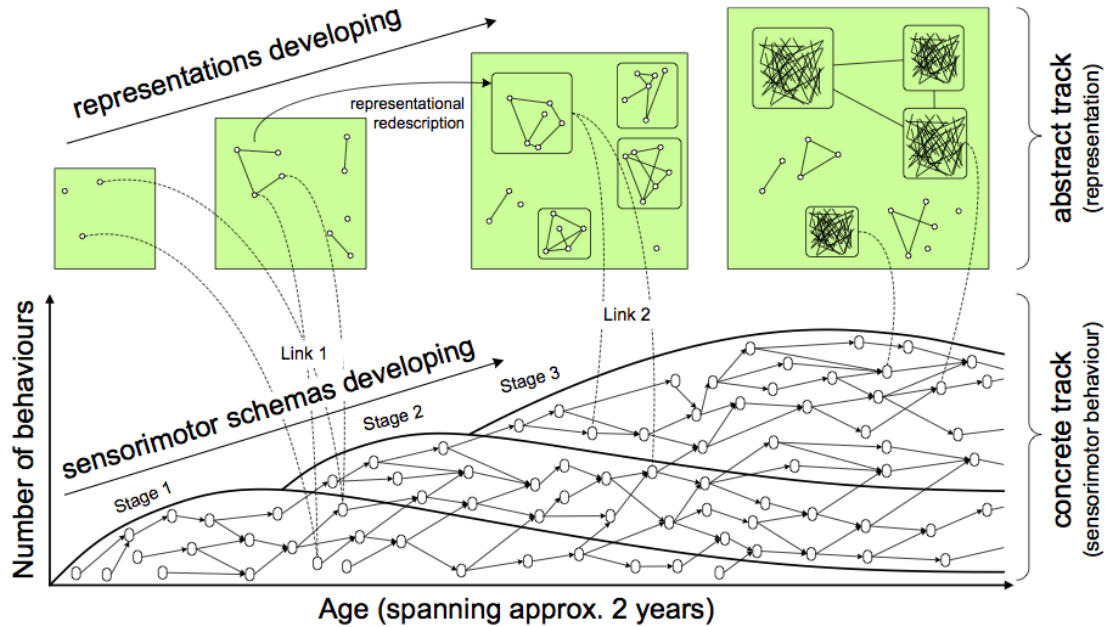 representations developing
representational
redescription
abstract track
(representation)
Link 1
Link 2
sensorimotor schemas developing
Stage 1
Stage 2
Stage 3
concrete track
(sensorimotor behaviour)
Number of behaviours
Age (spanning approx. 2 years)